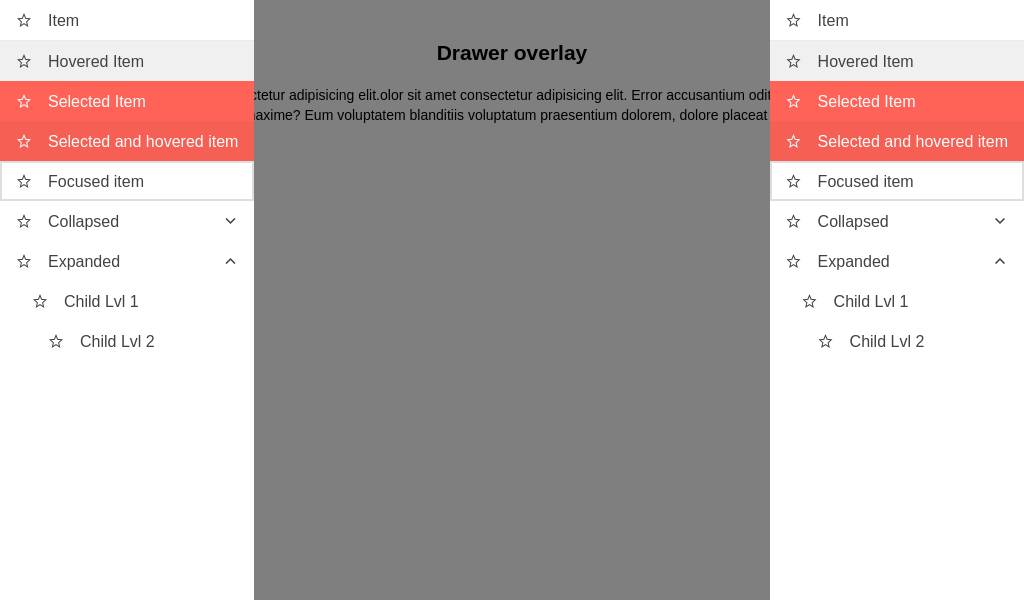 Item
Hovered Item
Selected Item
Selected and hovered item
Focused item
Collapsed
Expanded
Child Lvl 1
Child Lvl 2
Drawer overlay
adipisicing elit.olor sit amet consectetur adipisicing elit. Error accusantium odit
Eum voluptatem blanditiis voluptatum praesentium dolorem, dolore placeat
Item
Hovered Item
Selected Item
Selected and hovered item
Focused item
Collapsed
Expanded
Child Lvl 1
Child Lvl 2